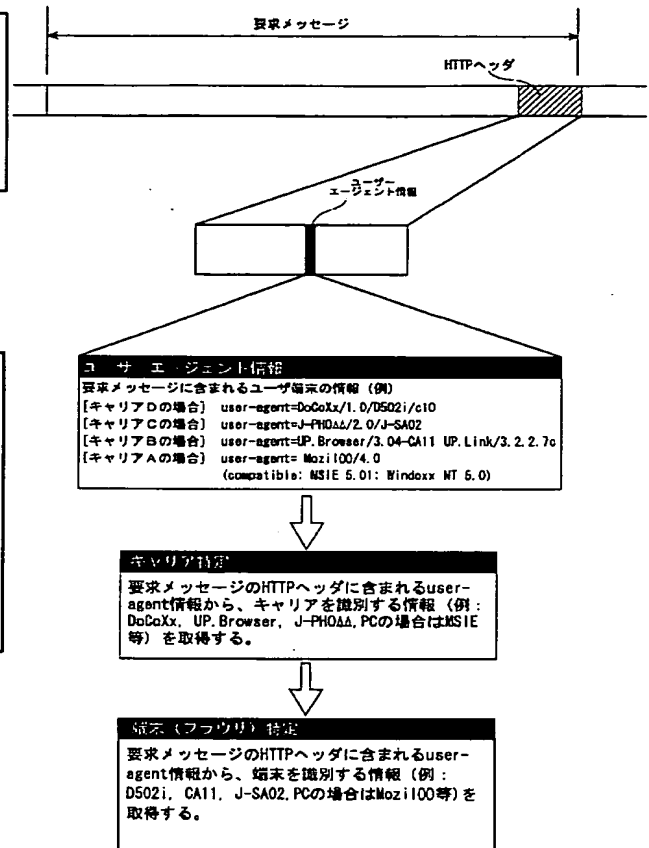 要求メッセージ
HTTPヘッダ
ユーザー
エージェント情報
ユーザエージェント情報
要求メッセージに含まれるユーザ端末の情報（例）
[キャリアDの場合] user-agent=DoCoXx/1.0/D502i/c10
[キャリアCの場合] user-agent=J-PHO△△/2.0/J-SA02
[キャリアBの場合] user-agent=UP.Browser/3.04-CA11 UP.Link/3.2.2.7c
[キャリアAの場合] user-agent= Mozil00/4.0
(compatible: MSIE 5.01: Windoxx NT 5.0)
キャリア特定
要求メッセージのHTTPヘッダに含まれるuser-
agent情報から、キャリアを識別する情報（例：
DoCoXx, UP.Browser, J-PHO△△,PCの場合はMSIE
等）を取得する。
端末（ブラウザ）特定
要求メッセージのHTTPヘッダに含まれるuser-
agent情報から、端末を識別する情報（例：
D502i, CA11, J-SA02,PCの場合はMozil00等)を
取得する。